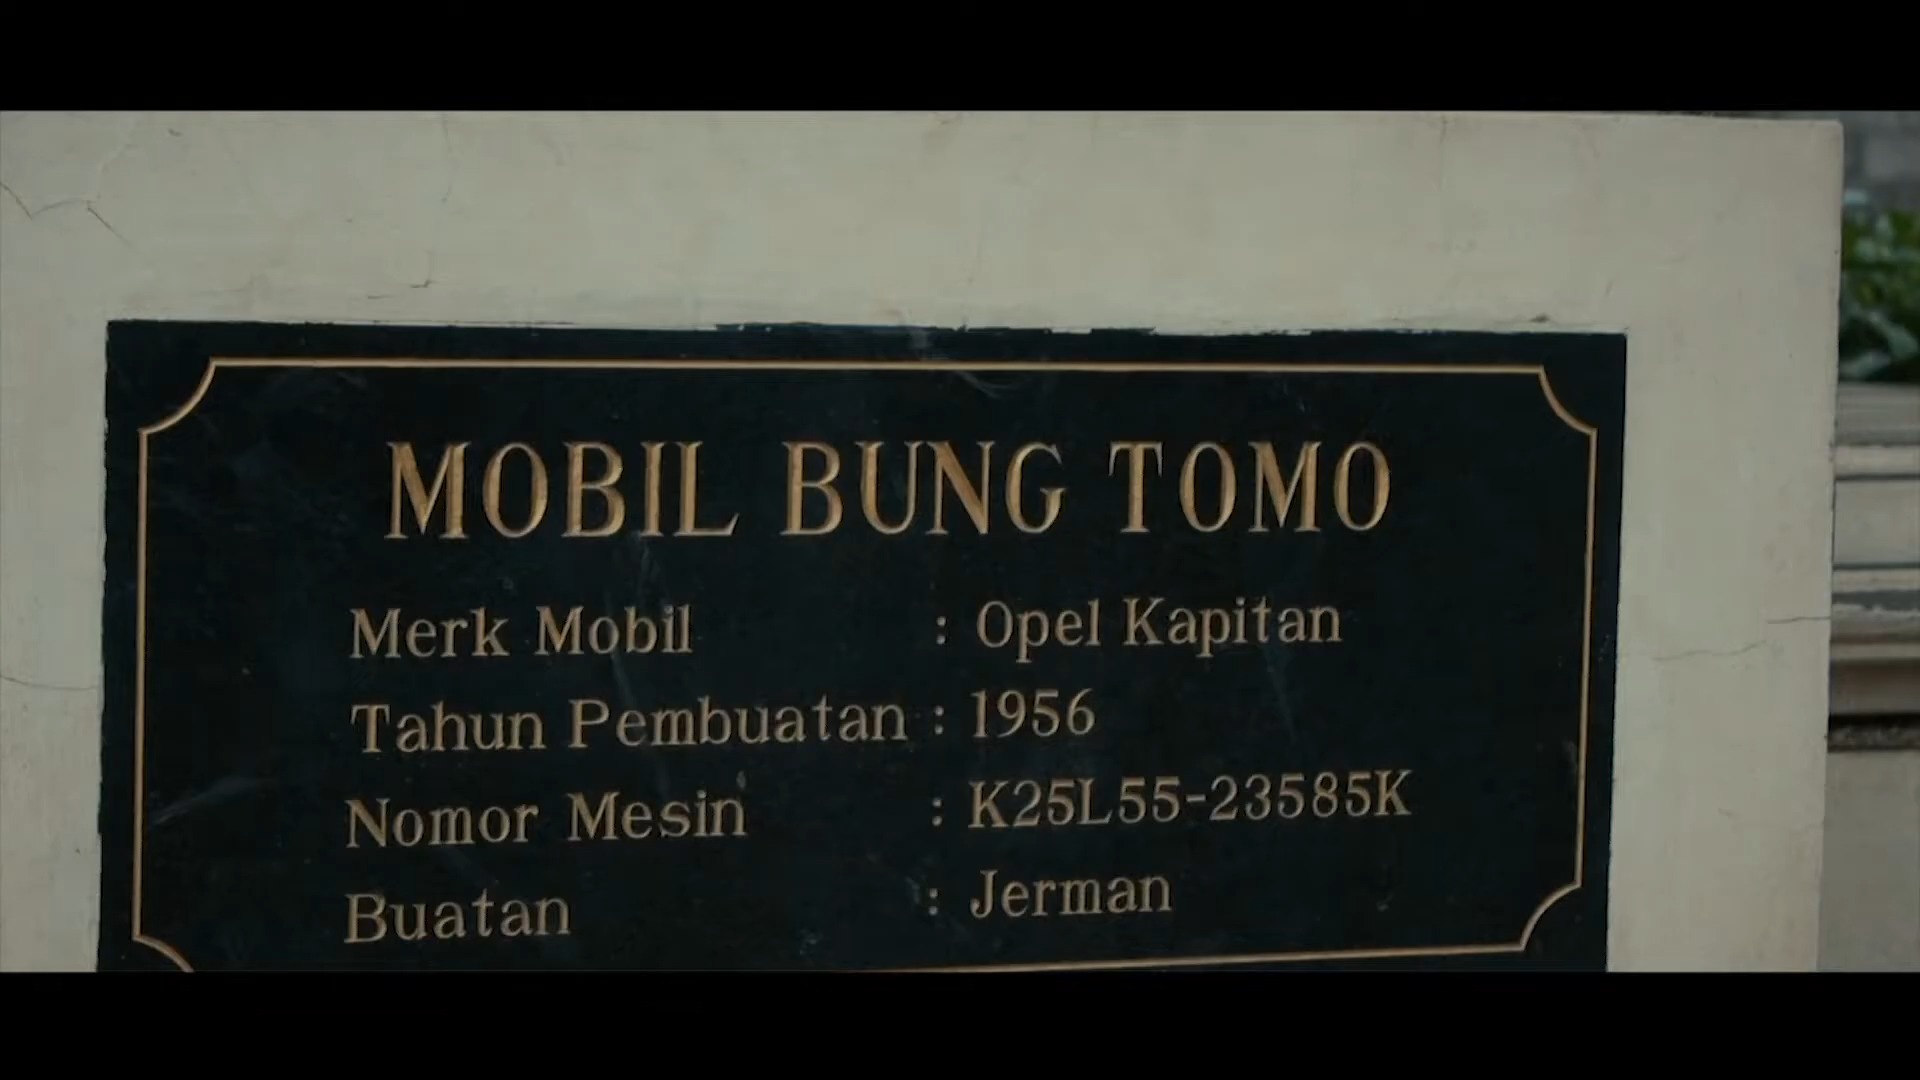 MOBIL BUNG TOMO
Merk Mobil : Opel Kapitan
Tahun Pembuatan : 1956
Nomor Mesin : K25L55-23585K
Buatan : Jerman